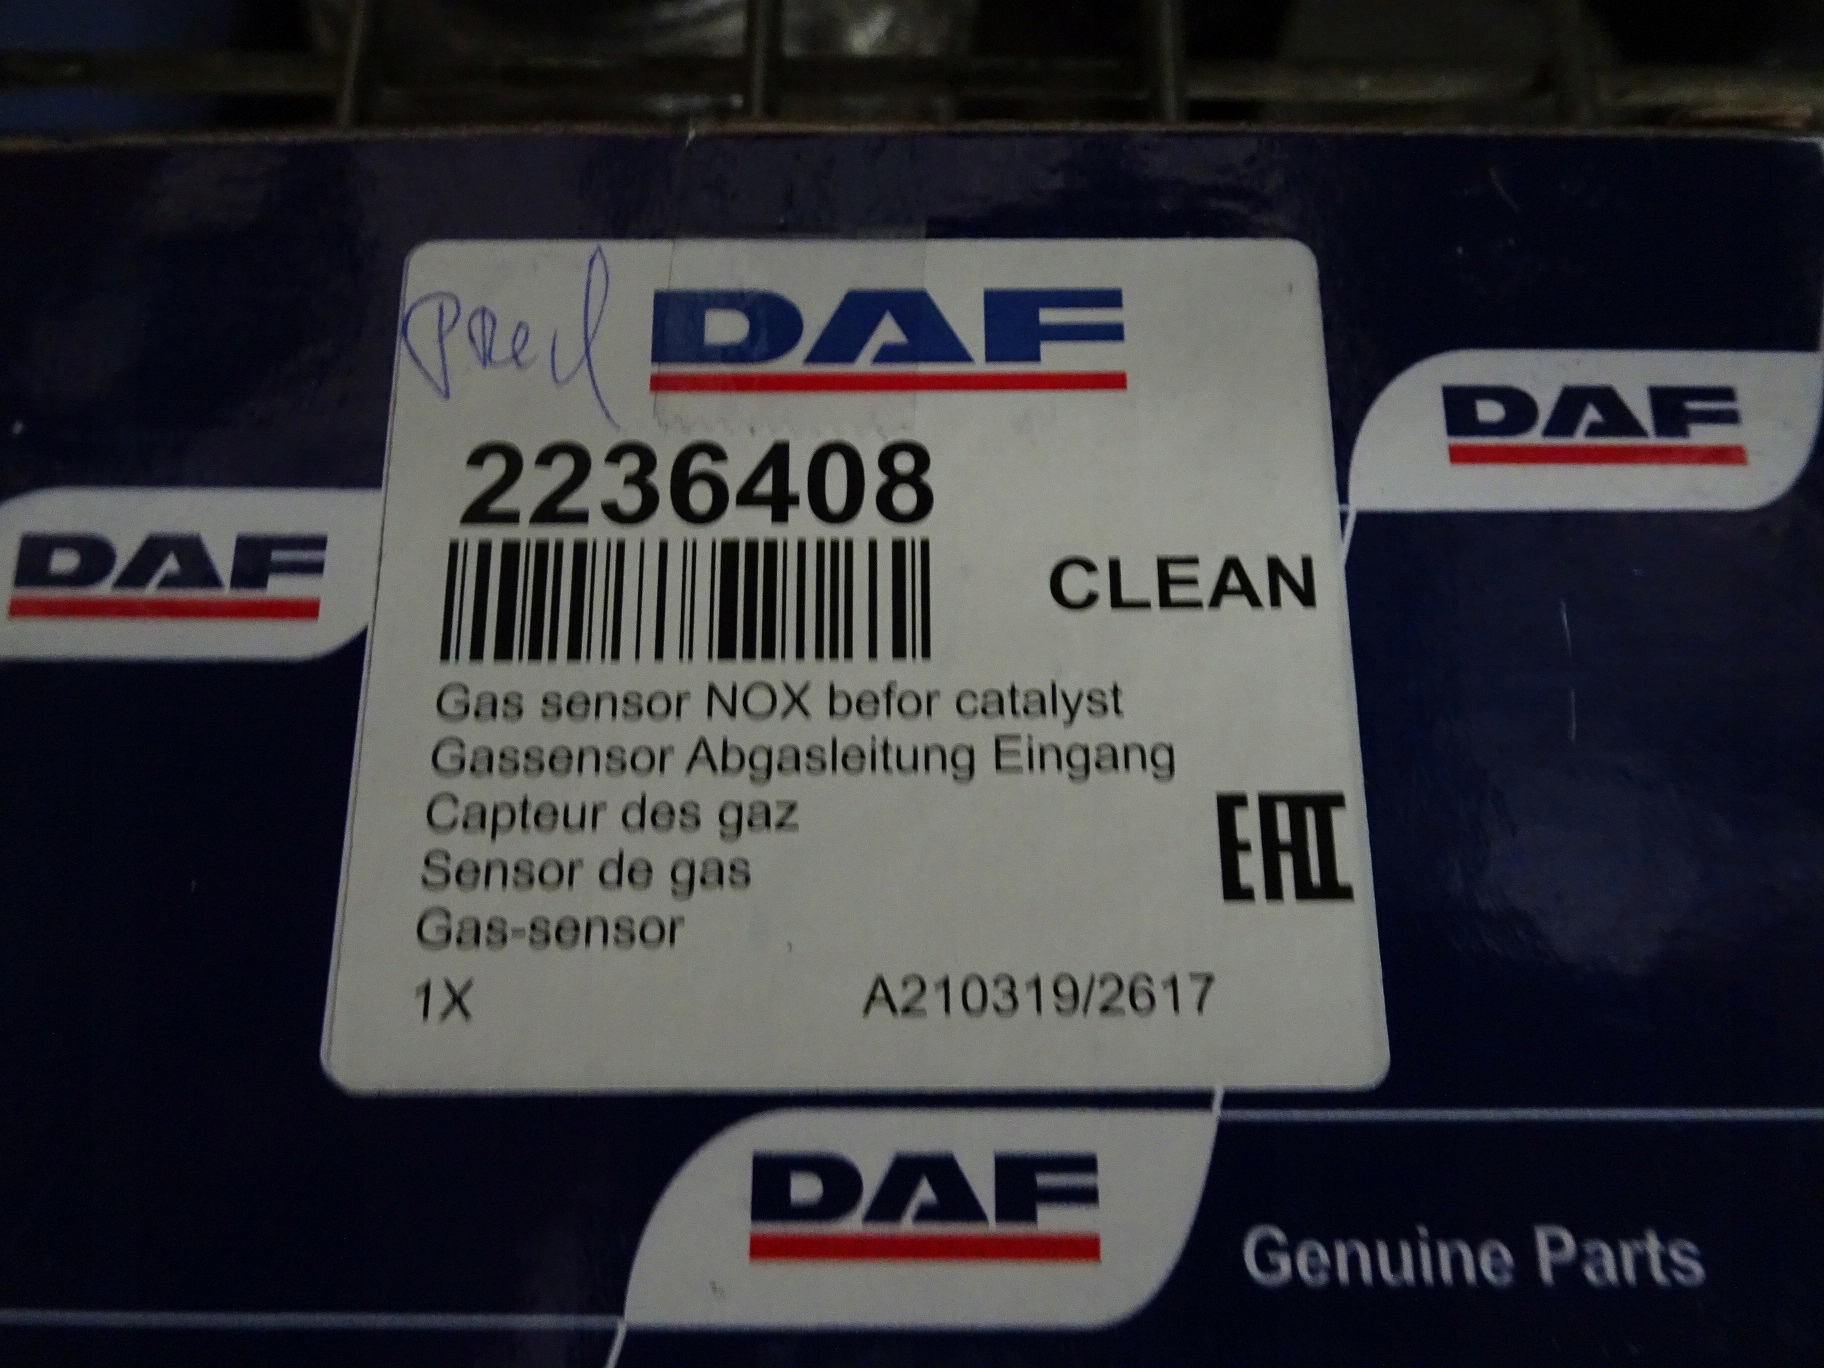 DAF
2236408
DAF
DAF
CLEAN
Gas sensor NOX befor catalyst
Gassensor Abgasleitung Eingang
Capteur des gaz
Sensor de gas
EAC
Gas-sensor
1X A210319/2617
DAF
Genuine Parts